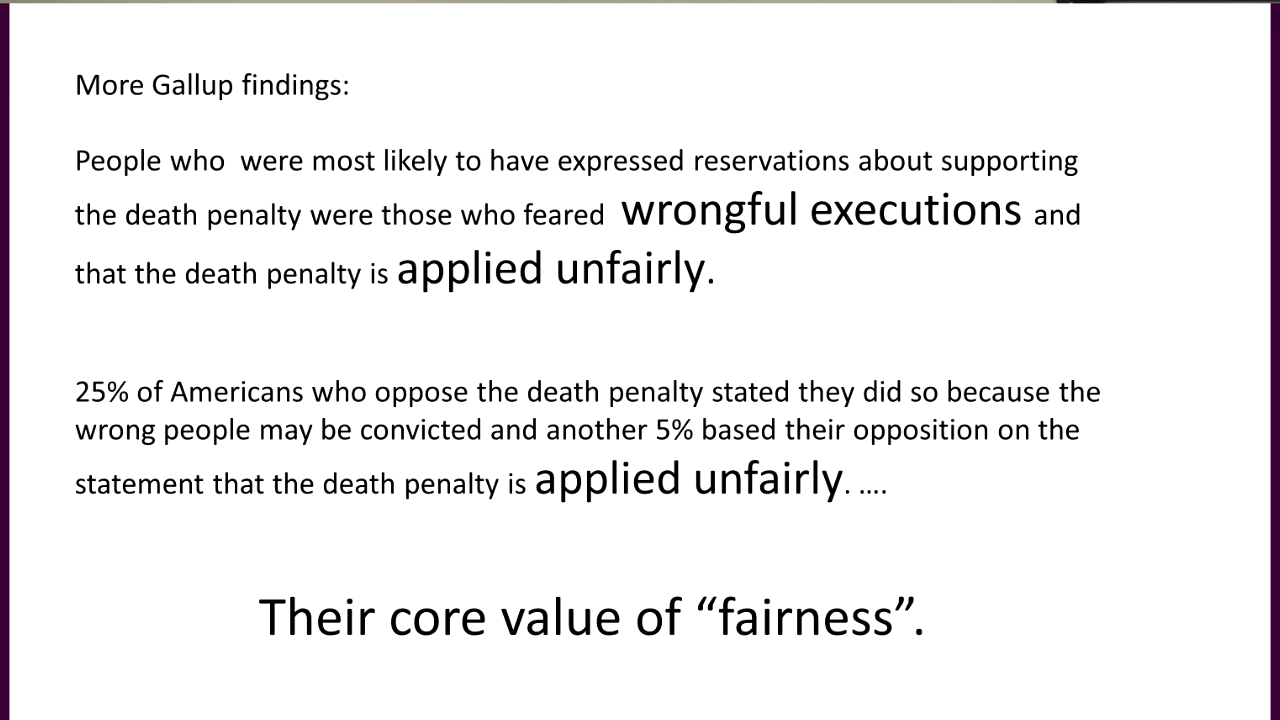 More Gallup findings:
People who  were most likely to have expressed reservations about supporting
the death penalty were those who feared  wrongful executions and
that the death penalty is applied unfairly.
25% of Americans who oppose the death penalty stated they did so because the
wrong people may be convicted and another 5% based their opposition on the
statement that the death penalty is applied unfairly. ....
Their core value of “fairness”.